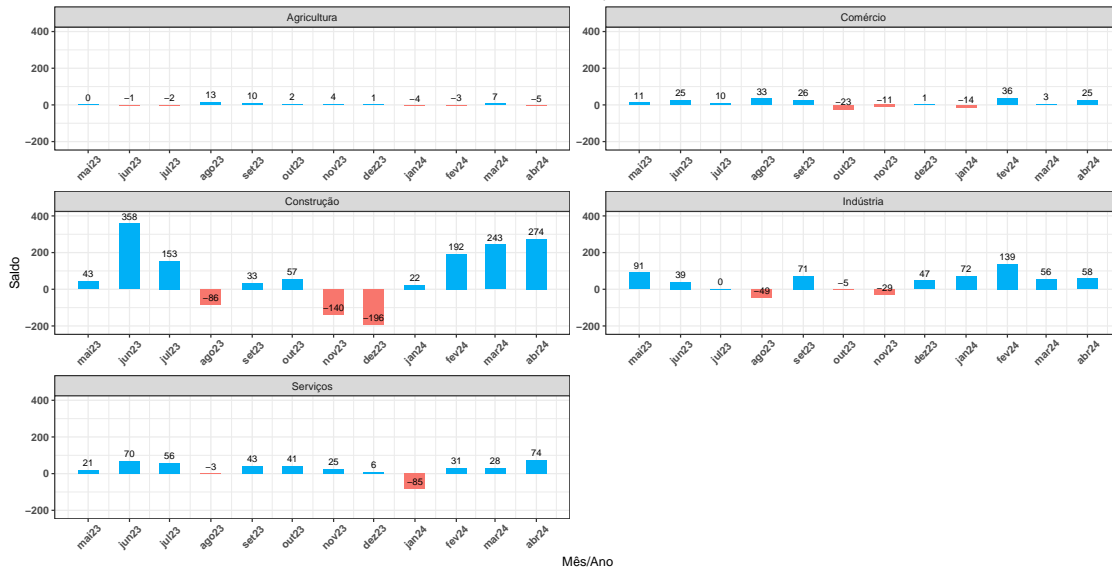 Agricultura
400
200
0
−200
0 −1 −2 13 10 2 4 1 −4 −3 7 −5
mai23 jun23 jul23 ago23 set23 out23 nov23 dez23 jan24 fev24 mar24 abr24
Comércio
400
200
0
−200
11 25 10 33 26 −23 −11 1 −14 36 3 25
mai23 jun23 jul23 ago23 set23 out23 nov23 dez23 jan24 fev24 mar24 abr24
Construção
400
200
0
−200
43 358 153 −86 33 57 −140 −196 22 192 243 274
mai23 jun23 jul23 ago23 set23 out23 nov23 dez23 jan24 fev24 mar24 abr24
Indústria
400
200
0
−200
91 39 0 −49 71 −5 −29 47 72 139 56 58
mai23 jun23 jul23 ago23 set23 out23 nov23 dez23 jan24 fev24 mar24 abr24
Serviços
400
200
0
−200
21 70 56 −3 43 41 25 6 −85 31 28 74
mai23 jun23 jul23 ago23 set23 out23 nov23 dez23 jan24 fev24 mar24 abr24
Saldo
Mês/Ano